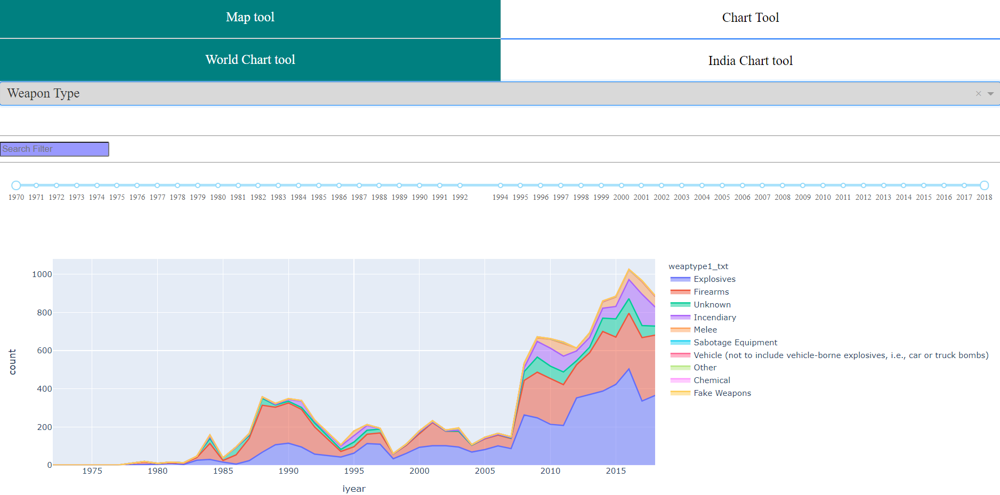 Map tool
Chart Tool
World Chart tool
India Chart tool
Weapon Type
×
Search Filter
1970 1971 1972 1973 1974 1975 1976 1977 1978 1979 1980 1981 1982 1983 1984 1985 1986 1987 1988 1989 1990 1991 1992 1994 1995 1996 1997 1998 1999 2000 2001 2002 2003 2004 2005 2006 2007 2008 2009 2010 2011 2012 2013 2014 2015 2016 2017 2018
1000
800
600
400
200
0
count
1975 1980 1985 1990 1995 2000 2005 2010 2015
iyear
weaptype1_txt
Explosives
Firearms
Unknown
Incendiary
Melee
Sabotage Equipment
Vehicle (not to include vehicle-borne explosives, i.e., car or truck bombs)
Other
Chemical
Fake Weapons